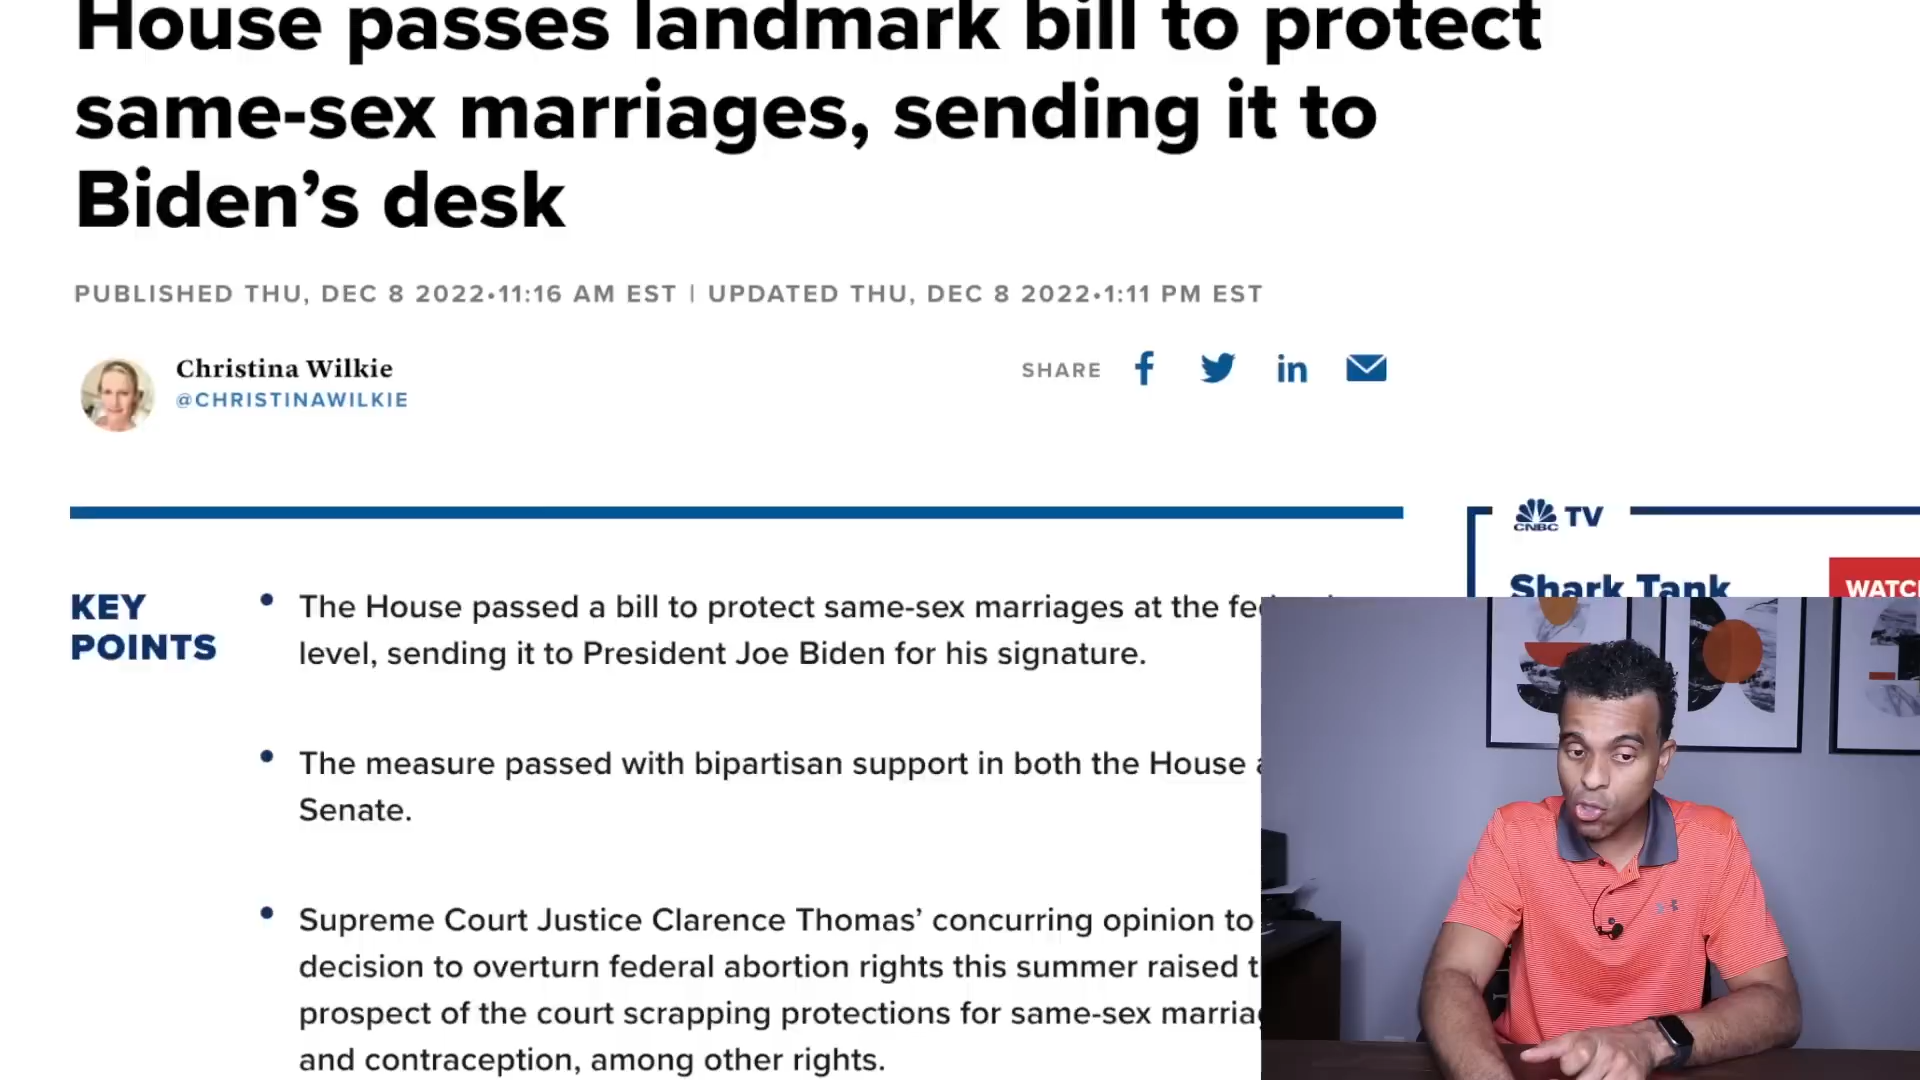 House passes landmark bill to protect
same-sex marriages, sending it to
Biden’s desk
PUBLISHED THU, DEC 8 2022•11:16 AM EST | UPDATED THU, DEC 8 2022•1:11 PM EST
Christina Wilkie
@CHRISTINAWILKIE
SHARE
CNBC TV
Shark Tank
KEY
POINTS
The House passed a bill to protect same-sex marriages at the
level, sending it to President Joe Biden for his signature.
The measure passed with bipartisan support in both the House
Senate.
Supreme Court Justice Clarence Thomas’ concurring opinion to
decision to overturn federal abortion rights this summer raised
prospect of the court scrapping protections for same-sex
and contraception, among other rights.